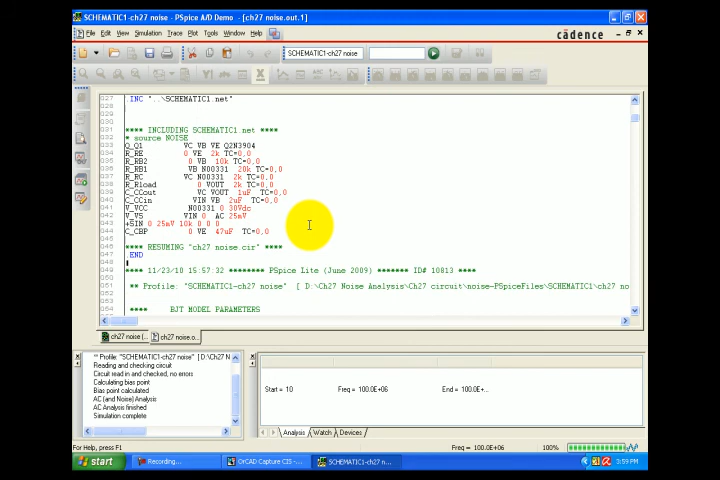 SCHEMATIC1-ch27 noise - PSpice A/D Demo - [ch27 noise.out.1]
File Edit View Simulation Trace Plot Tools Window Help
cādence
SCHEMATIC1-ch27 noise
027 .INC "..\SCHEMATIC1.net"
028
029
030
031 **** INCLUDING SCHEMATIC1.net ****
032 * source NOISE
033 Q_Q1 VC VB VE Q2N3904
034 R_RE 0 VE 2k TC=0,0
035 R_RB2 0 VB 10k TC=0,0
036 R_RB1 VB N00331 20k TC=0,0
037 R_RC VC N00331 2k TC=0,0
038 R_Rload 0 VOUT 2k TC=0,0
039 C_CCout VC VOUT 1uF TC=0,0
040 C_CCin VIN VB 2uF TC=0,0
041 V_VCC N00331 0 30Vdc
042 V_VS VIN 0 AC 25mV
043 +SIN 0 25mV 10k 0 0 0
044 C_CBP 0 VE 47uF TC=0,0
045
046 **** RESUMING "ch27 noise.cir" ****
047 .END
048
049 **** 11/23/10 15:57:32 ******** PSpice Lite (June 2009) ******* ID# 10813 ****
050
051 ** Profile: "SCHEMATIC1-ch27 noise" [ D:\Ch27 Noise Analysis\Ch27 circuit\noise-PSpiceFiles\SCHEMATIC1\ch27 no
052
053
054 **** BJT MODEL PARAMETERS
ch27 noise (... ch27 noise.o...
** Profile: "SCHEMATIC1-ch27 noise" [ D:\Ch27 N
Reading and checking circuit
Circuit read in and checked, no errors
Calculating bias point
Bias point calculated
AC (and Noise) Analysis
AC Analysis finished
Simulation complete
Start = 10 Freq = 100.0E+06 End = 100.0E+...
Analysis Watch Devices
For Help, press F1 Freq = 100.0E+06 100%
start Recording... OrCAD Capture CIS -... SCHEMATIC1-ch27 n... 3:59 PM